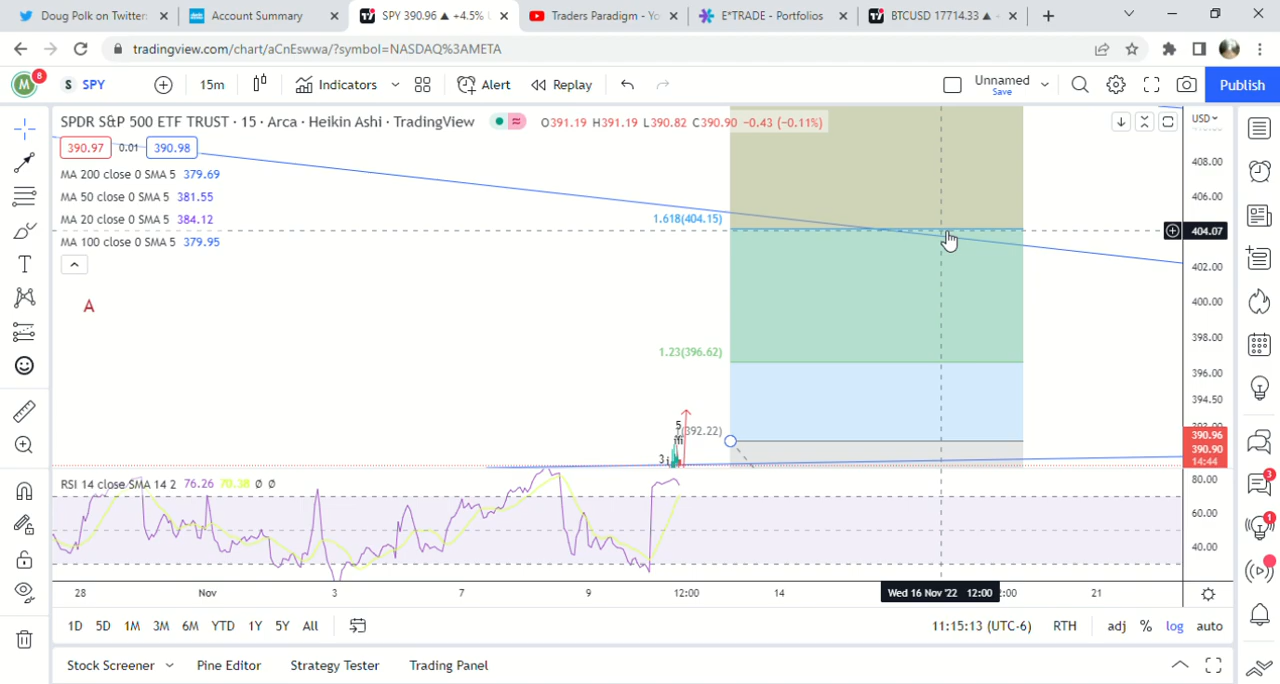 Doug Polk on Twitter:
Account Summary
SPY 390.96 ▲ +4.5%
Traders Paradigm - Yo
E*TRADE - Portfolios
BTCUSD 17714.33 ▲
tradingview.com/chart/aCnEswwa/?symbol=NASDAQ%3AMETA
M 8 S SPY 15m Indicators Alert Replay Unnamed Save Publish
SPDR S&P 500 ETF TRUST · 15 · Arca · Heikin Ashi · TradingView O391.19 H391.19 L390.82 C390.90 −0.43 (−0.11%)
USD
390.97 0.01 390.98
MA 200 close 0 SMA 5 379.69
MA 50 close 0 SMA 5 381.55
MA 20 close 0 SMA 5 384.12
MA 100 close 0 SMA 5 379.95
A
1.618(404.15)
1.23(396.62)
(392.22)
5
3
408.00
406.00
404.07
402.00
400.00
398.00
396.00
394.50
390.96
390.90
14:44
RSI 14 close SMA 14 2 76.26 70.38 Ø Ø
80.00
60.00
40.00
28 Nov 3 7 9 12:00 14 Wed 16 Nov '22 12:00 2:00 21
1D 5D 1M 3M 6M YTD 1Y 5Y All 11:15:13 (UTC-6) RTH adj % log auto
Stock Screener Pine Editor Strategy Tester Trading Panel
3
1